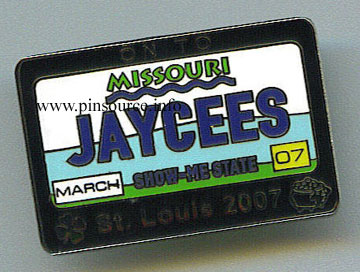 ON TO
MISSOURI
www.pinsource.info
JAYCEES
MARCH
SHOW-ME STATE
07
St. Louis 2007